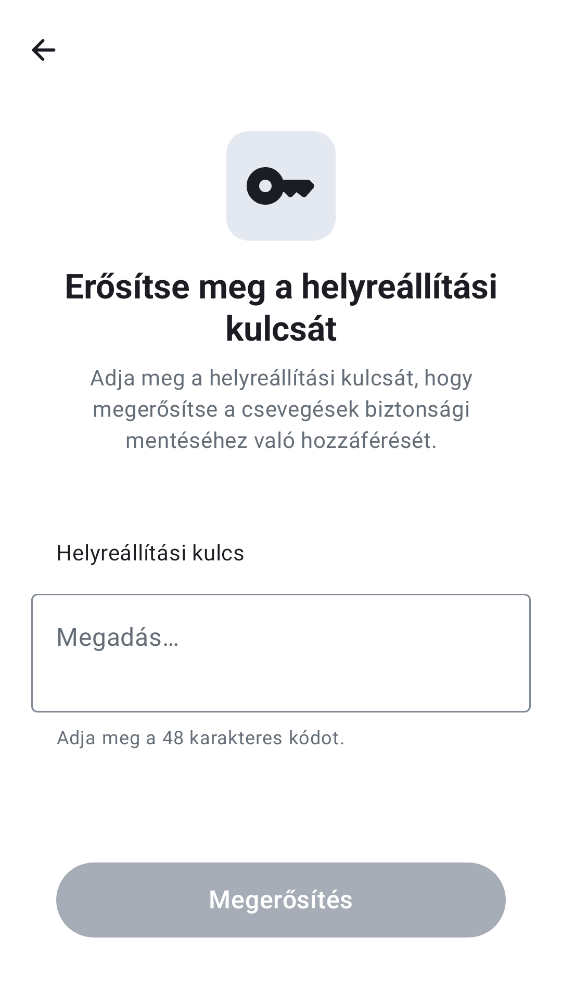 Erősítse meg a helyreállítási
kulcsát
Adja meg a helyreállítási kulcsát, hogy
megerősítse a csevegések biztonsági
mentéséhez való hozzáférését.
Helyreállítási kulcs
Megadás…
Adja meg a 48 karakteres kódot.
Megerősítés